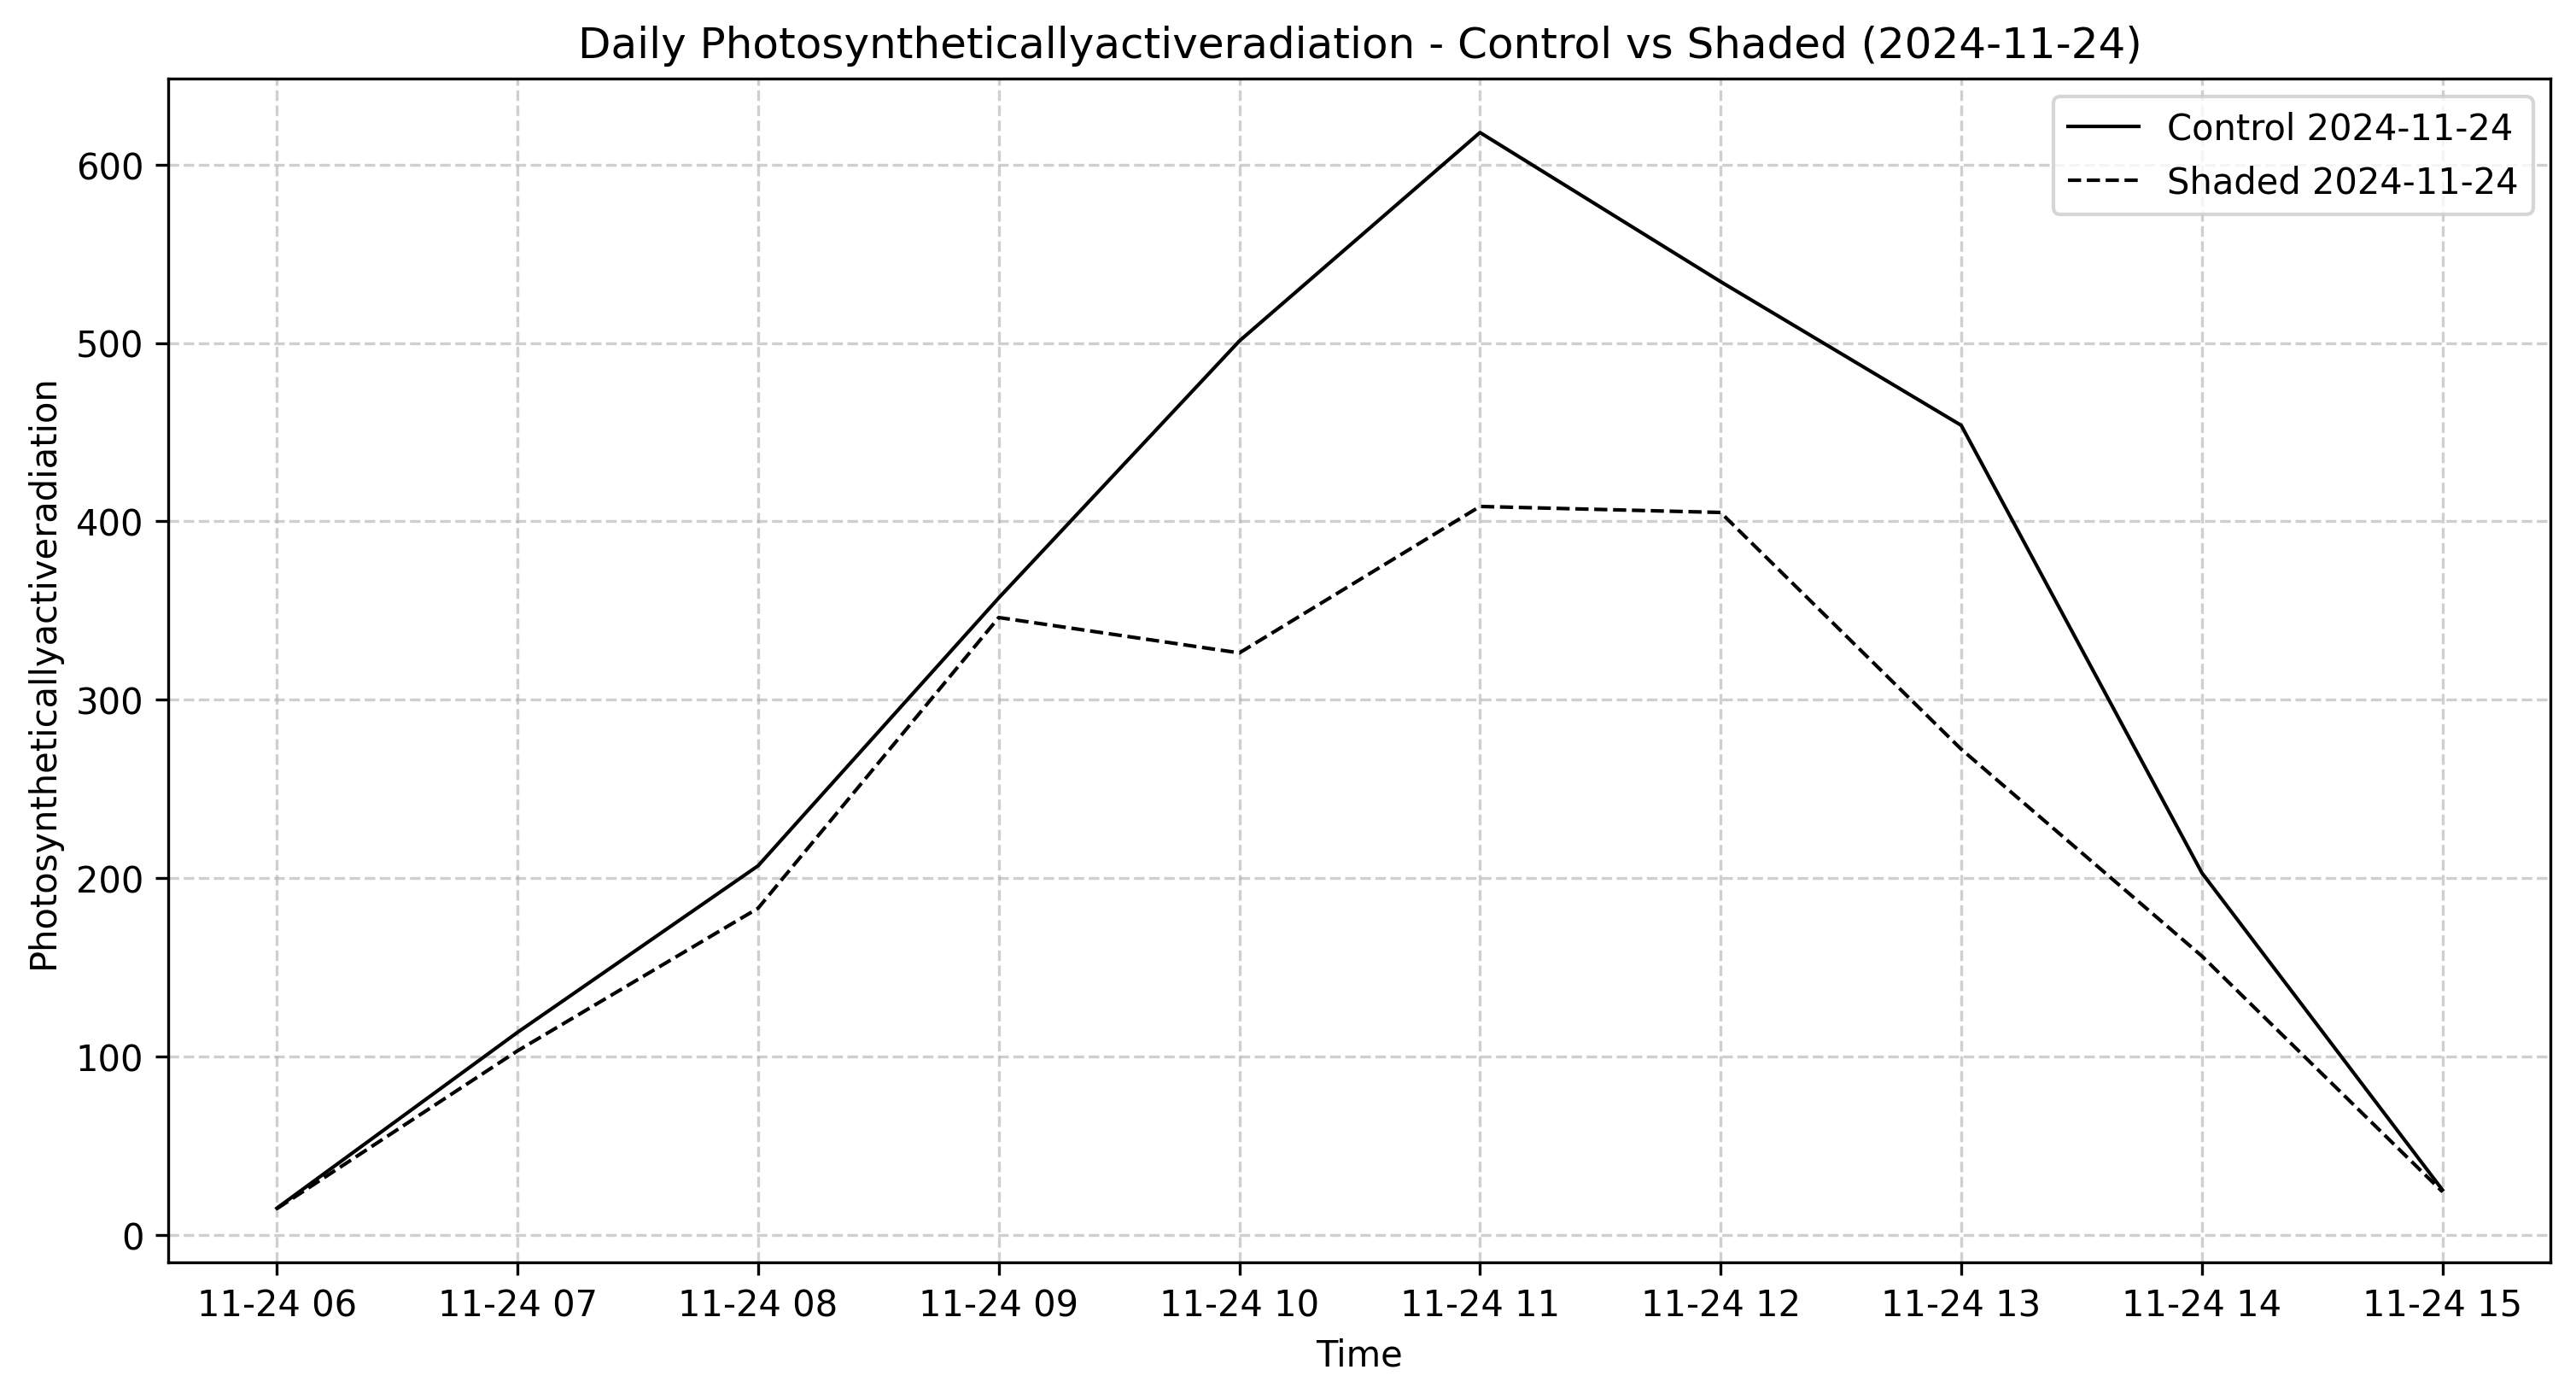 Daily Photosyntheticallyactiveradiation - Control vs Shaded (2024-11-24)
Control 2024-11-24
Shaded 2024-11-24
Photosyntheticallyactiveradiation
600
500
400
300
200
100
0
11-24 06 11-24 07 11-24 08 11-24 09 11-24 10 11-24 11 11-24 12 11-24 13 11-24 14 11-24 15
Time